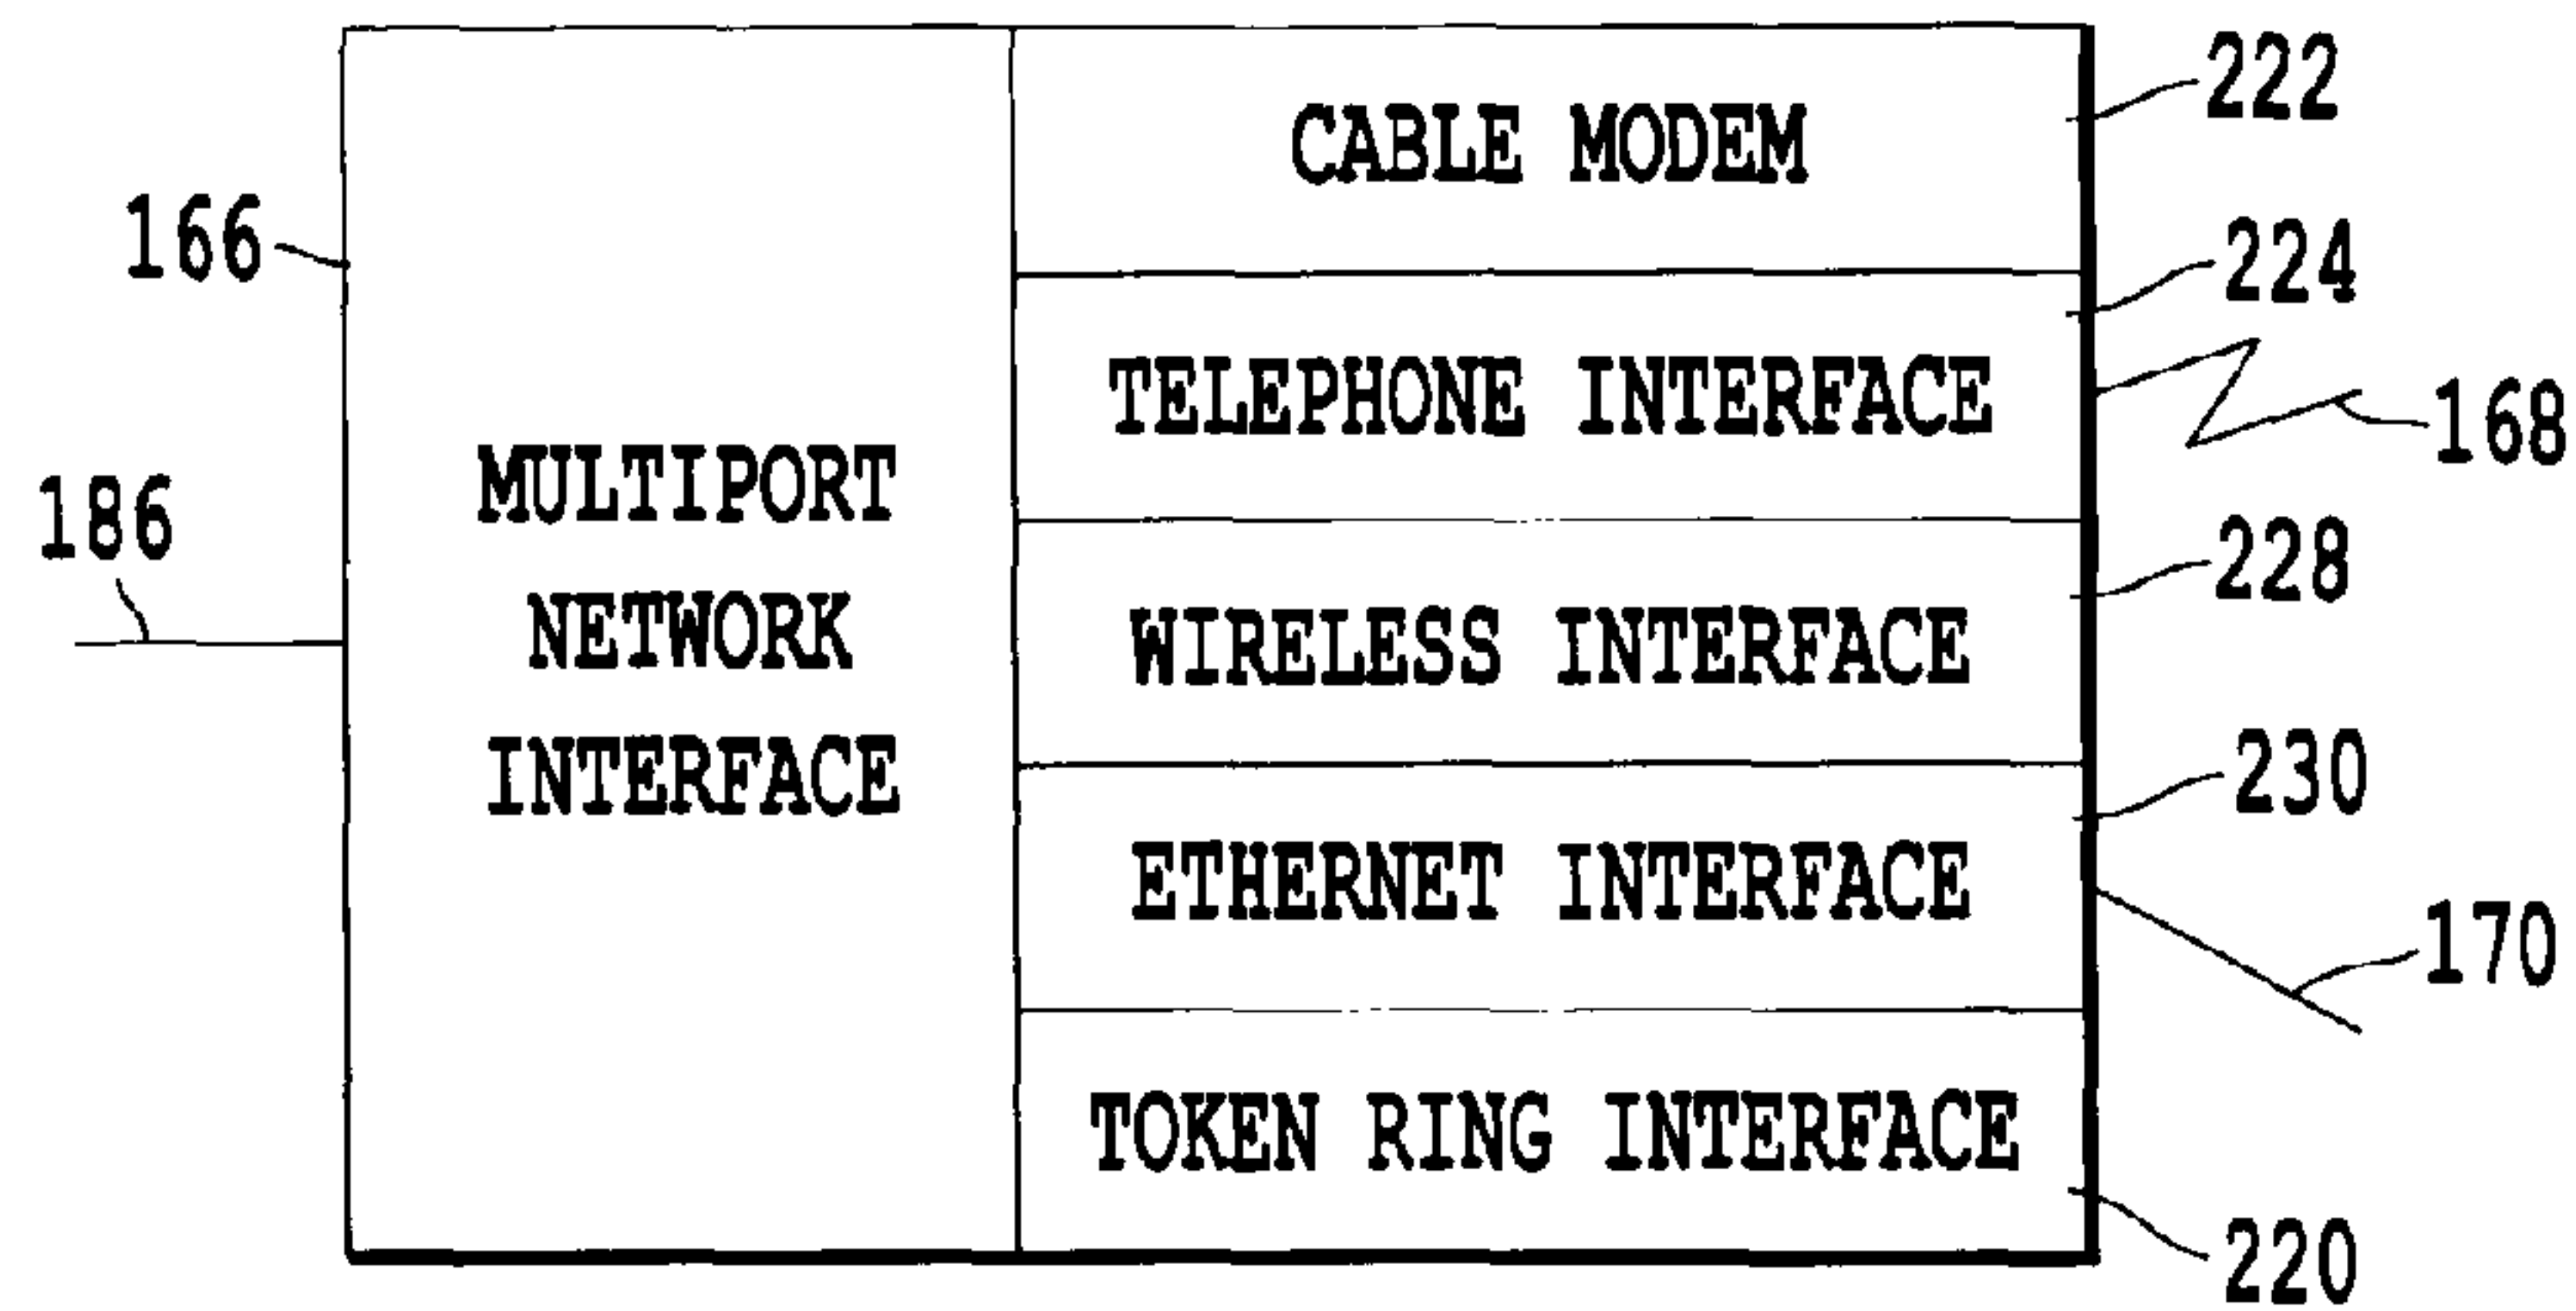 222
CABLE MODEM
166
224
TELEPHONE INTERFACE
168
MULTIPORT
NETWORK
INTERFACE
186
228
WIRELESS INTERFACE
230
ETHERNET INTERFACE
170
TOKEN RING INTERFACE
220